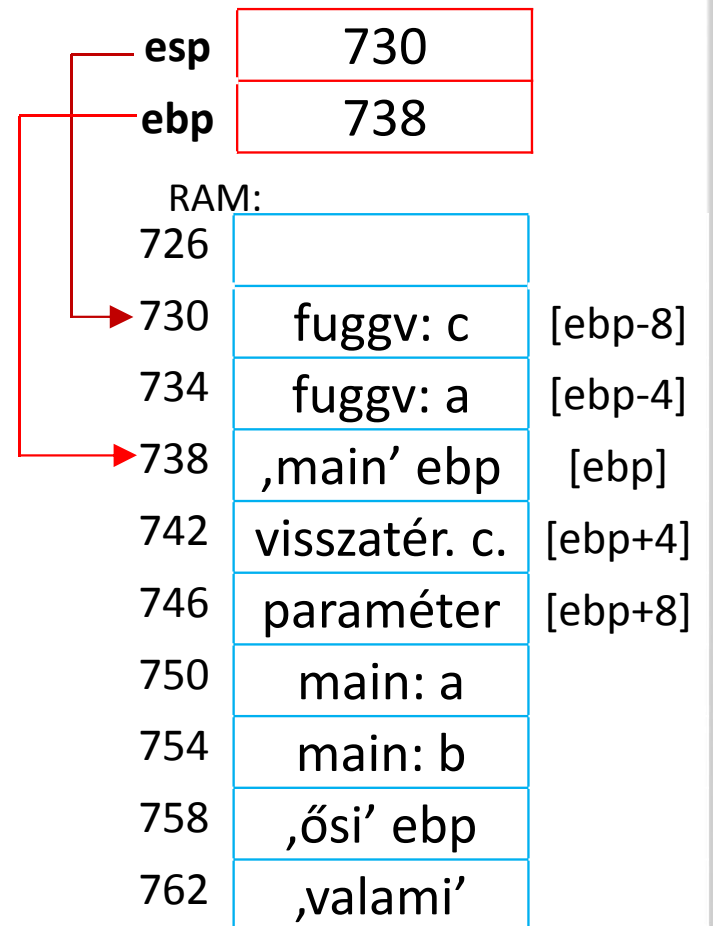 esp 730
ebp 738
RAM:
726
730 fuggv: c [ebp-8]
734 fuggv: a [ebp-4]
738 ‚main’ ebp [ebp]
742 visszatér. c. [ebp+4]
746 paraméter [ebp+8]
750 main: a
754 main: b
758 ‚ősi’ ebp
762 ‚valami’